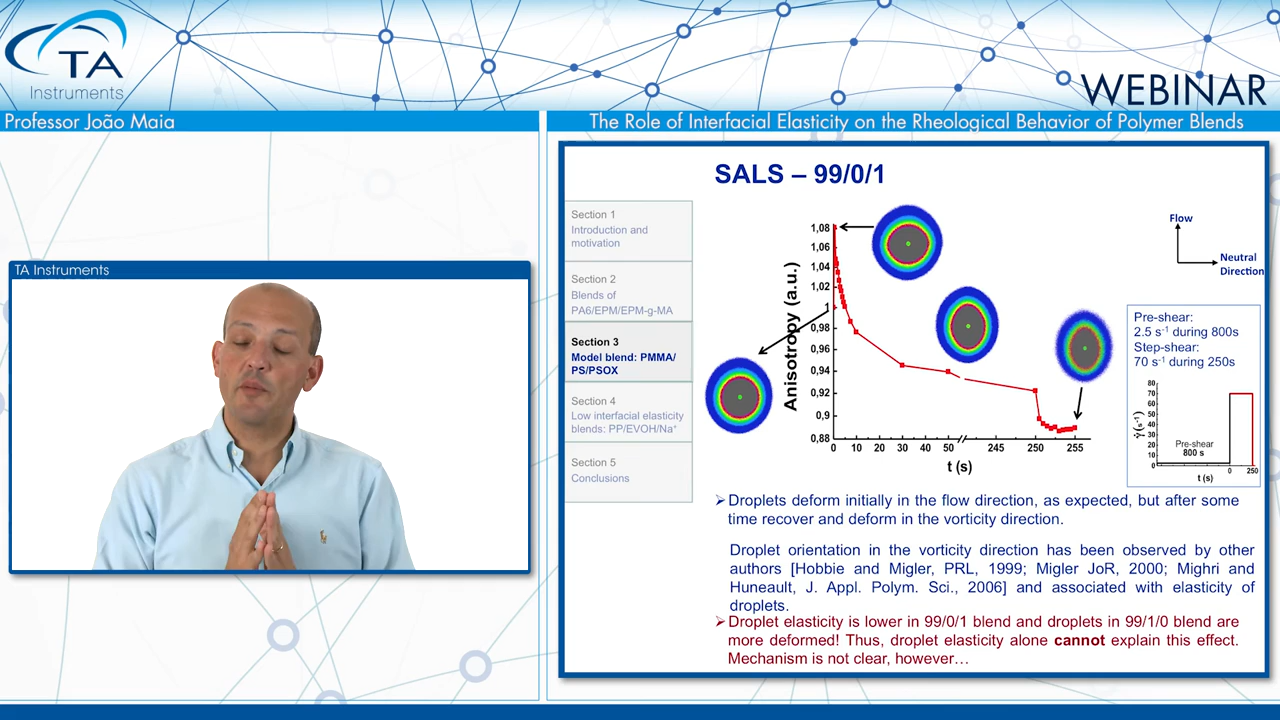 TA
Instruments
WEBINAR
Professor João Maia
The Role of Interfacial Elasticity on the Rheological Behavior of Polymer Blends
TA Instruments
SALS – 99/0/1
Section 1
Introduction and
motivation
Section 2
Blends of
PA6/EPM/EPM-g-MA
Section 3
Model blend: PMMA/
PS/PSOX
Section 4
Low interfacial elasticity
blends: PP/EVOH/Na⁺
Section 5
Conclusions
Anisotropy (a.u.)
1,08
1,06
1,04
1,02
1
0,98
0,96
0,94
0,92
0,9
0,88
0 10 20 30 40 50 245 250 255
t (s)
Flow
Neutral
Direction
Pre-shear:
2.5 s⁻¹ during 800s
Step-shear:
70 s⁻¹ during 250s
γ̇ (s⁻¹)
80
70
60
50
40
30
20
10
0
Pre-shear
800 s
0 250
t (s)
➢Droplets deform initially in the flow direction, as expected, but after some
time recover and deform in the vorticity direction.
Droplet orientation in the vorticity direction has been observed by other
authors [Hobbie and Migler, PRL, 1999; Migler JoR, 2000; Mighri and
Huneault, J. Appl. Polym. Sci., 2006] and associated with elasticity of
droplets.
➢Droplet elasticity is lower in 99/0/1 blend and droplets in 99/1/0 blend are
more deformed! Thus, droplet elasticity alone cannot explain this effect.
Mechanism is not clear, however…